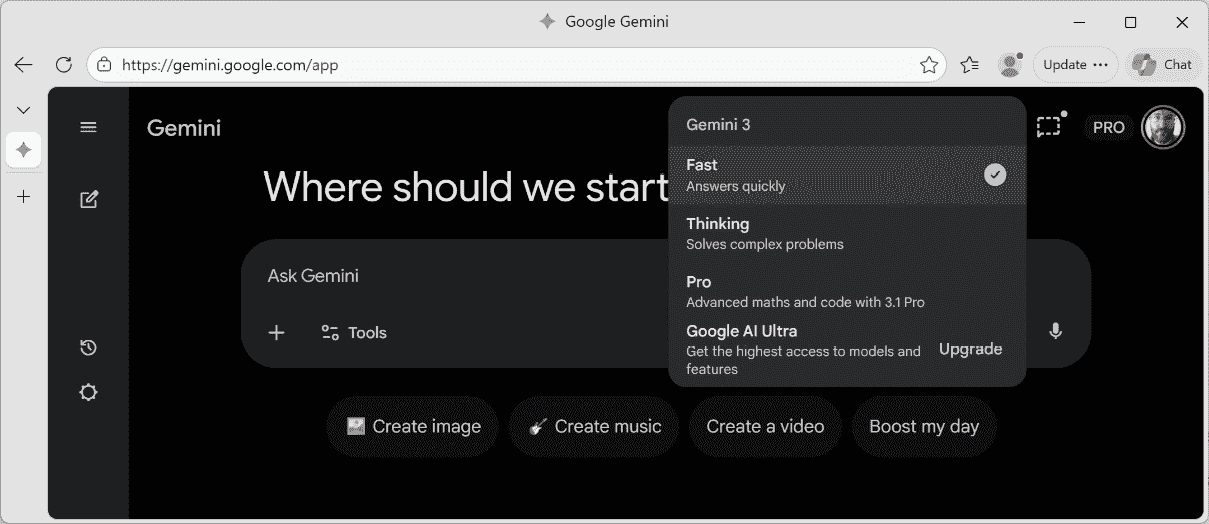 Google Gemini
https://gemini.google.com/app
Update
Chat
Gemini
PRO
Where should we start
Gemini 3
Fast
Answers quickly
Thinking
Solves complex problems
Pro
Advanced maths and code with 3.1 Pro
Google AI Ultra
Get the highest access to models and
features
Upgrade
Ask Gemini
Tools
Create image
Create music
Create a video
Boost my day